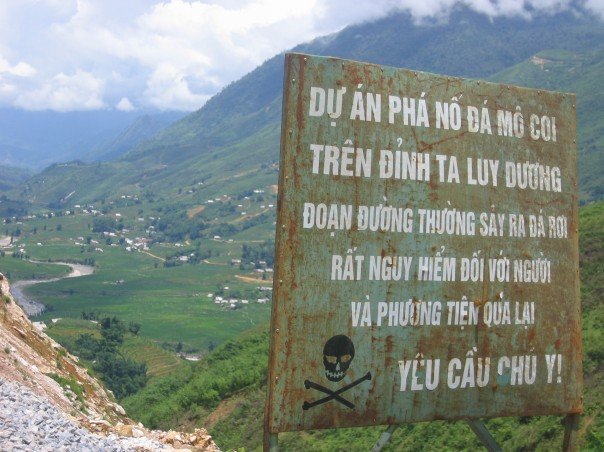 DỰ ÁN PHÁ NỔ ĐÁ MỒ CÔI
TRÊN ĐỈNH TA LUY DƯƠNG
ĐOẠN ĐƯỜNG THƯỜNG SẢY RA ĐÁ RƠI
RẤT NGUY HIỂM ĐỐI VỚI NGƯỜI
VÀ PHƯƠNG TIỆN QUA LẠI
YÊU CẦU CHÚ Ý!